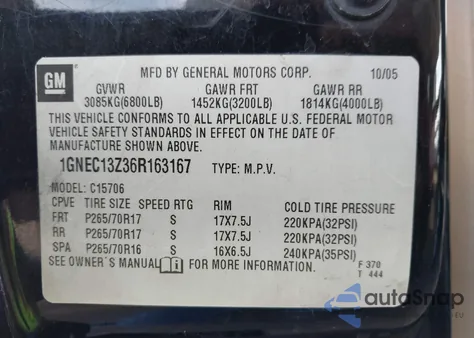 GM
MFD BY GENERAL MOTORS CORP. 10/05
GVWR GAWR FRT GAWR RR
3085KG(6800LB) 1452KG(3200LB) 1814KG(4000LB)
THIS VEHICLE CONFORMS TO ALL APPLICABLE U.S. FEDERAL MOTOR
VEHICLE SAFETY STANDARDS IN EFFECT ON THE DATE OF
MANUFACTURE SHOWN ABOVE.
1GNEC13Z36R163167 TYPE: M.P.V.
MODEL: C15706
CPVE TIRE SIZE SPEED RTG RIM COLD TIRE PRESSURE
FRT P265/70R17 S 17X7.5J 220KPA(32PSI)
RR P265/70R17 S 17X7.5J 220KPA(32PSI)
SPA P265/70R16 S 16X6.5J 240KPA(35PSI)
SEE OWNER'S MANUAL FOR MORE INFORMATION.
F 370
T 444
autoSnap